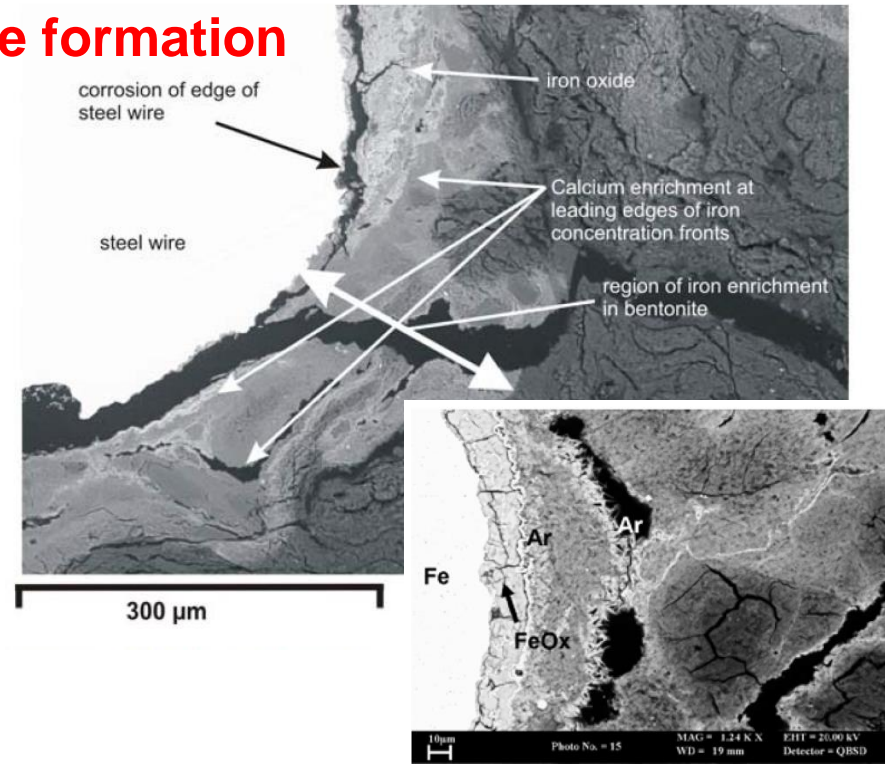 e formation
corrosion of edge of
steel wire
iron oxide
Calcium enrichment at
leading edges of iron
concentration fronts
steel wire
region of iron enrichment
in bentonite
300 µm
Ar
Ar
Fe
FeOx
10µm
Photo No. = 15
MAG = 1.24 K X
WD = 19 mm
EHT = 20.00 kV
Detector = QBSD